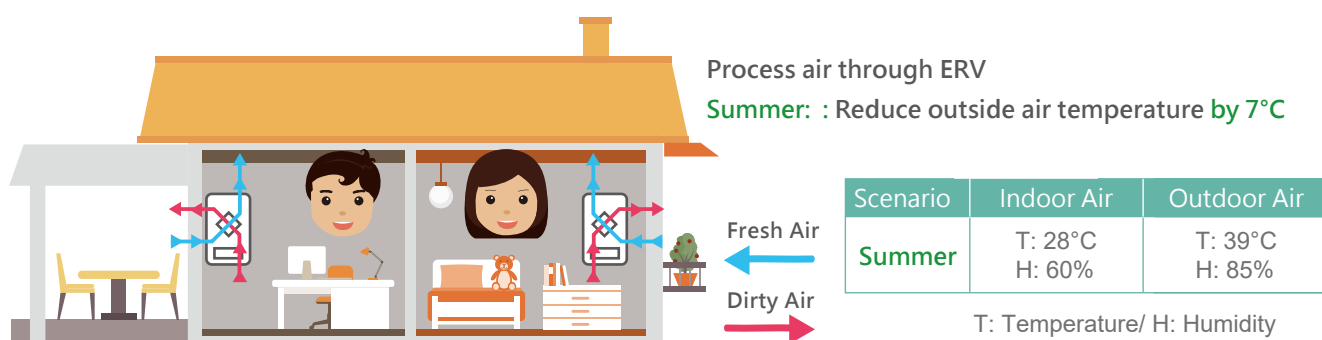 Process air through ERV
Summer: : Reduce outside air temperature by 7°C
Scenario Indoor Air Outdoor Air
Summer
T: 28°C T: 39°C
H: 60% H: 85%
Fresh Air
Dirty Air
T: Temperature/ H: Humidity